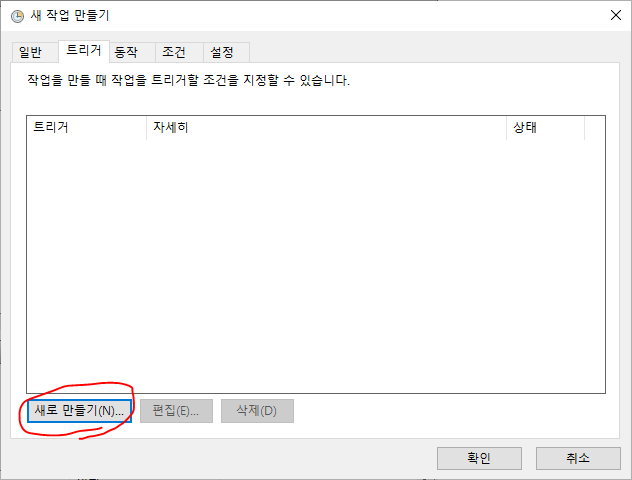 새 작업 만들기
일반 트리거 동작 조건 설정
작업을 만들 때 작업을 트리거할 조건을 지정할 수 있습니다.
트리거 자세히 상태
새로 만들기(N)... 편집(E)... 삭제(D)
확인 취소